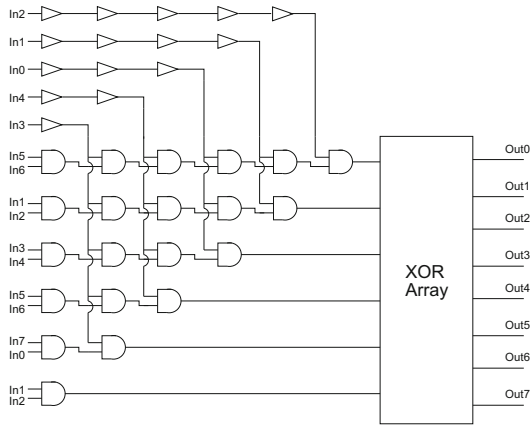 In2
In1
In0
In4
In3
In5
In6
In1
In2
In3
In4
In5
In6
In7
In0
In1
In2
XOR
Array
Out0
Out1
Out2
Out3
Out4
Out5
Out6
Out7